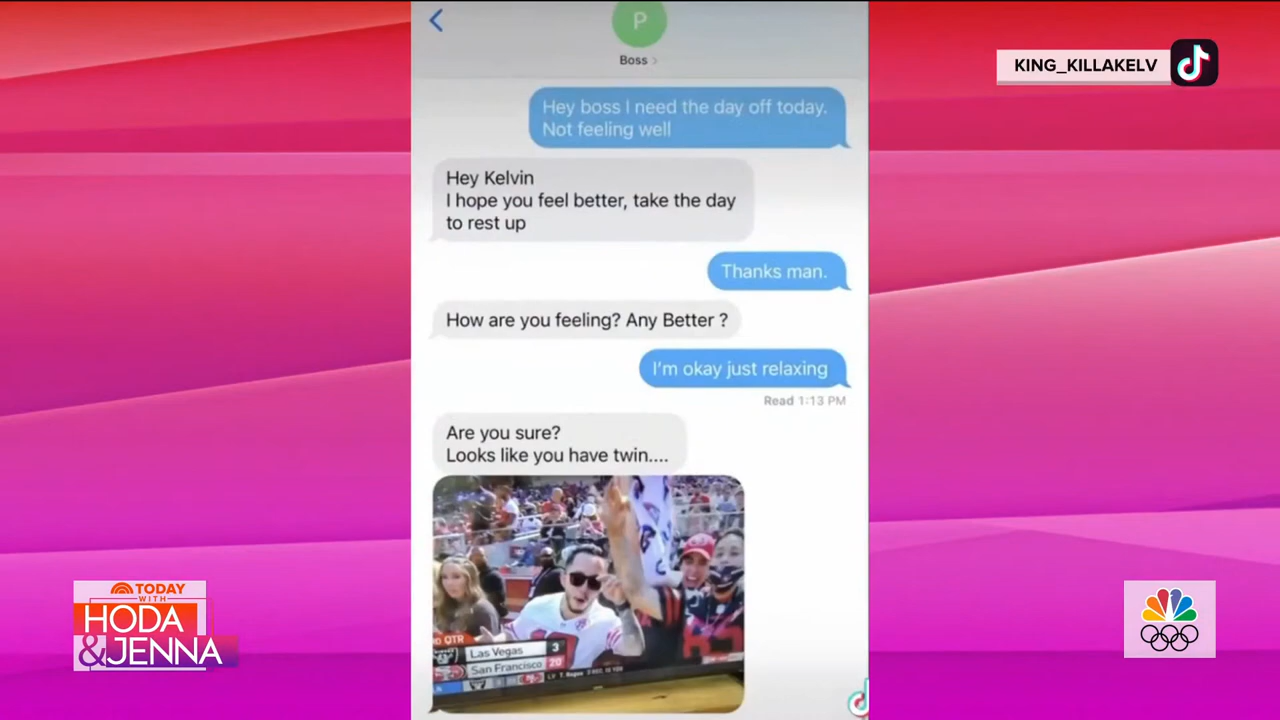 P
Boss
KING_KILLAKELV
Hey boss I need the day off today.
Not feeling well
Hey Kelvin
I hope you feel better, take the day
to rest up
Thanks man.
How are you feeling? Any Better ?
I'm okay just relaxing
Read 1:13 PM
Are you sure?
Looks like you have twin....
QTR
Las Vegas 3
San Francisco 20
TODAY
WITH
HODA
&JENNA